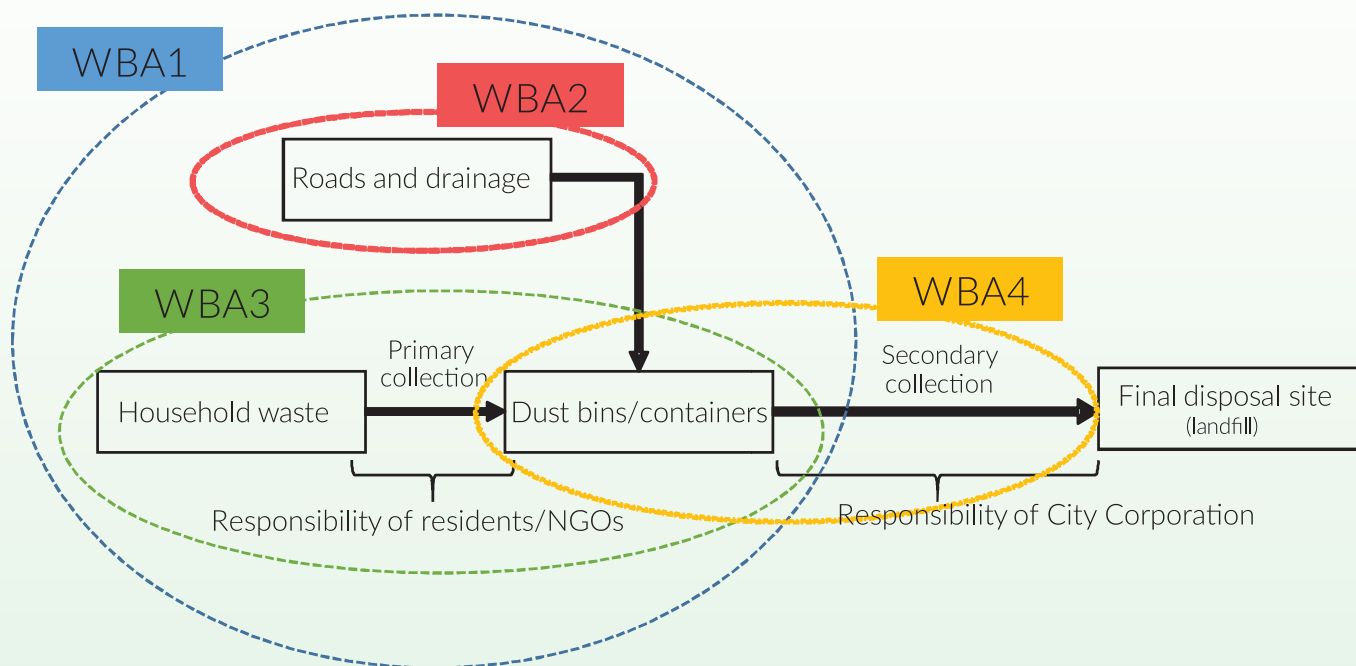 WBA1
WBA2
Roads and drainage
WBA3
WBA4
Primary
collection
Secondary
collection
Household waste
Dust bins/containers
Final disposal site
(landfill)
Responsibility of residents/NGOs
Responsibility of City Corporation